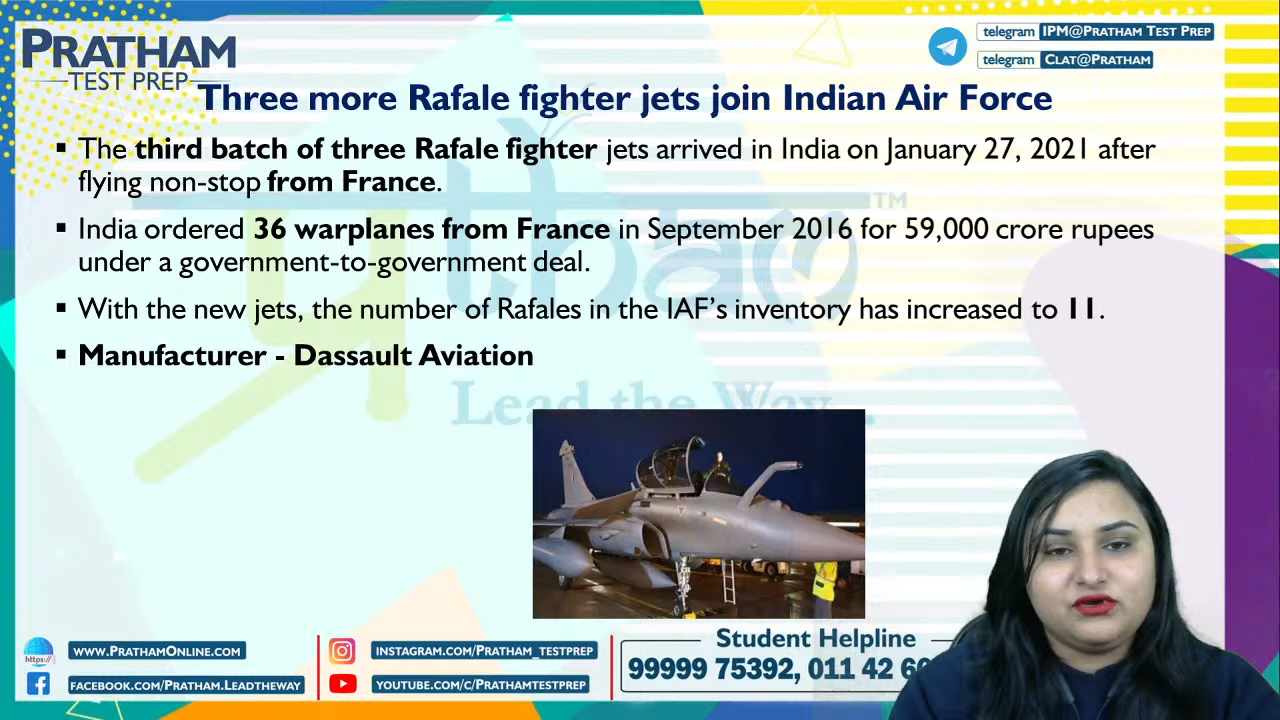 PRATHAM
TEST PREP
telegram IPM@PRATHAM TEST PREP
telegram CLAT@PRATHAM
Three more Rafale fighter jets join Indian Air Force
▪ The third batch of three Rafale fighter jets arrived in India on January 27, 2021 after
flying non-stop from France.
▪ India ordered 36 warplanes from France in September 2016 for 59,000 crore rupees
under a government-to-government deal.
▪ With the new jets, the number of Rafales in the IAF's inventory has increased to 11.
▪ Manufacturer - Dassault Aviation
TM
Lead the Way...
https://
WWW.PRATHAMONLINE.COM
FACEBOOK.COM/PRATHAM.LEADTHEWAY
INSTAGRAM.COM/PRATHAM_TESTPREP
YOUTUBE.COM/C/PRATHAMTESTPREP
Student Helpline
99999 75392, 011 42